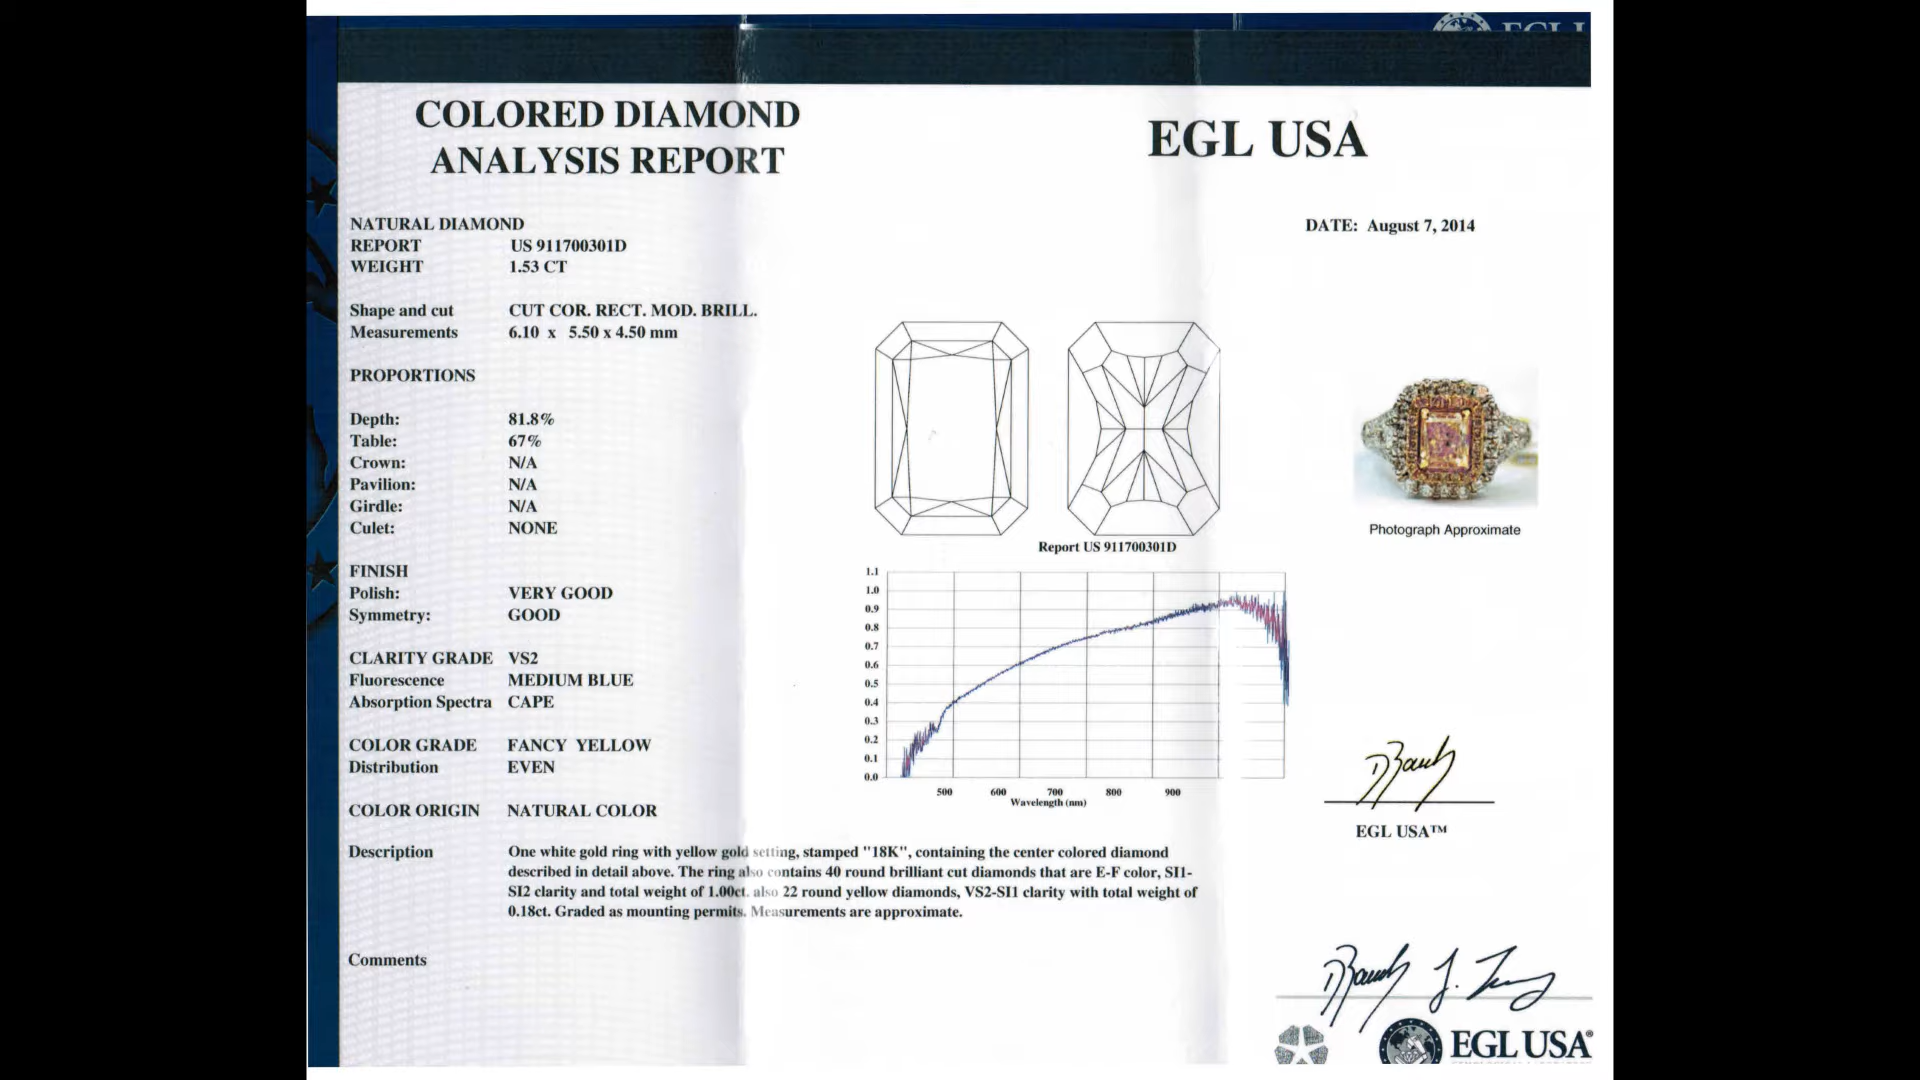 EGL
COLORED DIAMOND
ANALYSIS REPORT
EGL USA
NATURAL DIAMOND
DATE: August 7, 2014
REPORT US 911700301D
WEIGHT 1.53 CT
Shape and cut CUT COR. RECT. MOD. BRILL.
Measurements 6.10 x 5.50 x 4.50 mm
PROPORTIONS
Depth: 81.8%
Table: 67%
Crown: N/A
Pavilion: N/A
Girdle: N/A
Culet: NONE
Photograph Approximate
Report US 911700301D
FINISH
Polish: VERY GOOD
Symmetry: GOOD
CLARITY GRADE VS2
Fluorescence MEDIUM BLUE
Absorption Spectra CAPE
COLOR GRADE FANCY YELLOW
Distribution EVEN
COLOR ORIGIN NATURAL COLOR
1.1
1.0
0.9
0.8
0.7
0.6
0.5
0.4
0.3
0.2
0.1
0.0
500 600 700 800 900
Wavelength (nm)
EGL USA™
Description One white gold ring with yellow gold setting, stamped "18K", containing the center colored diamond
described in detail above. The ring also contains 40 round brilliant cut diamonds that are E-F color, SI1-
SI2 clarity and total weight of 1.00ct. also 22 round yellow diamonds, VS2-SI1 clarity with total weight of
0.18ct. Graded as mounting permits. Measurements are approximate.
Comments
EGL USA®